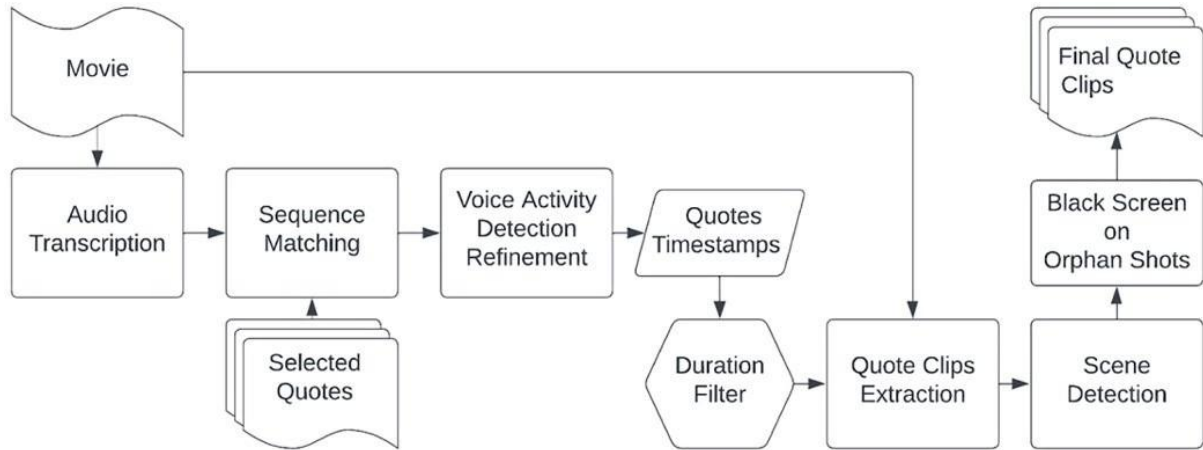 Movie
Audio
Transcription
Sequence
Matching
Selected
Quotes
Voice Activity
Detection
Refinement
Quotes
Timestamps
Duration
Filter
Quote Clips
Extraction
Scene
Detection
Black Screen
on
Orphan Shots
Final Quote
Clips